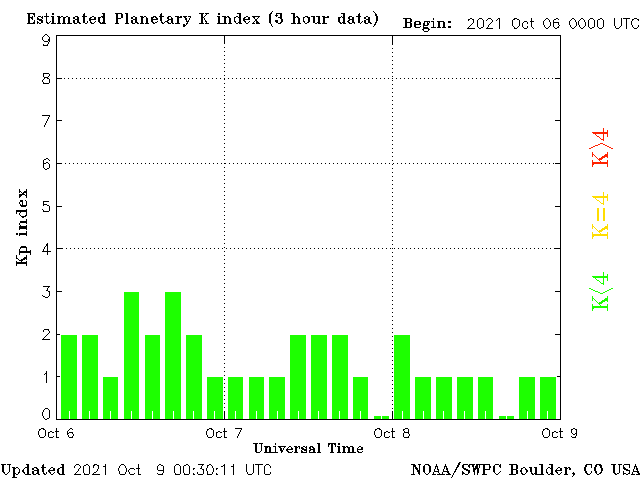 Estimated Planetary K index (3 hour data) Begin: 2021 Oct 06 0000 UTC
9
8
7
6
5
4
3
2
1
0
Kp index
K>4
K=4
K<4
Oct 6 Oct 7 Oct 8 Oct 9
Universal Time
Updated 2021 Oct 9 00:30:11 UTC NOAA/SWPC Boulder, CO USA